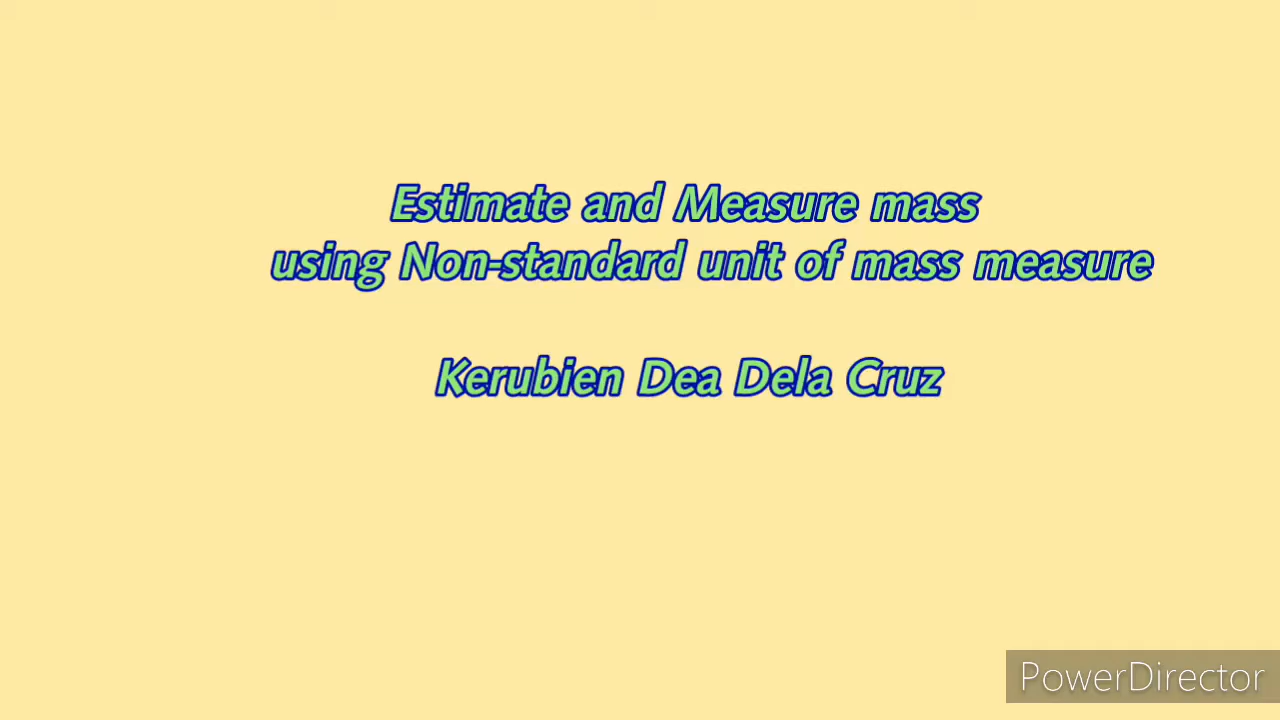 Estimate and Measure mass
using Non-standard unit of mass measure
Kerubien Dea Dela Cruz
PowerDirector